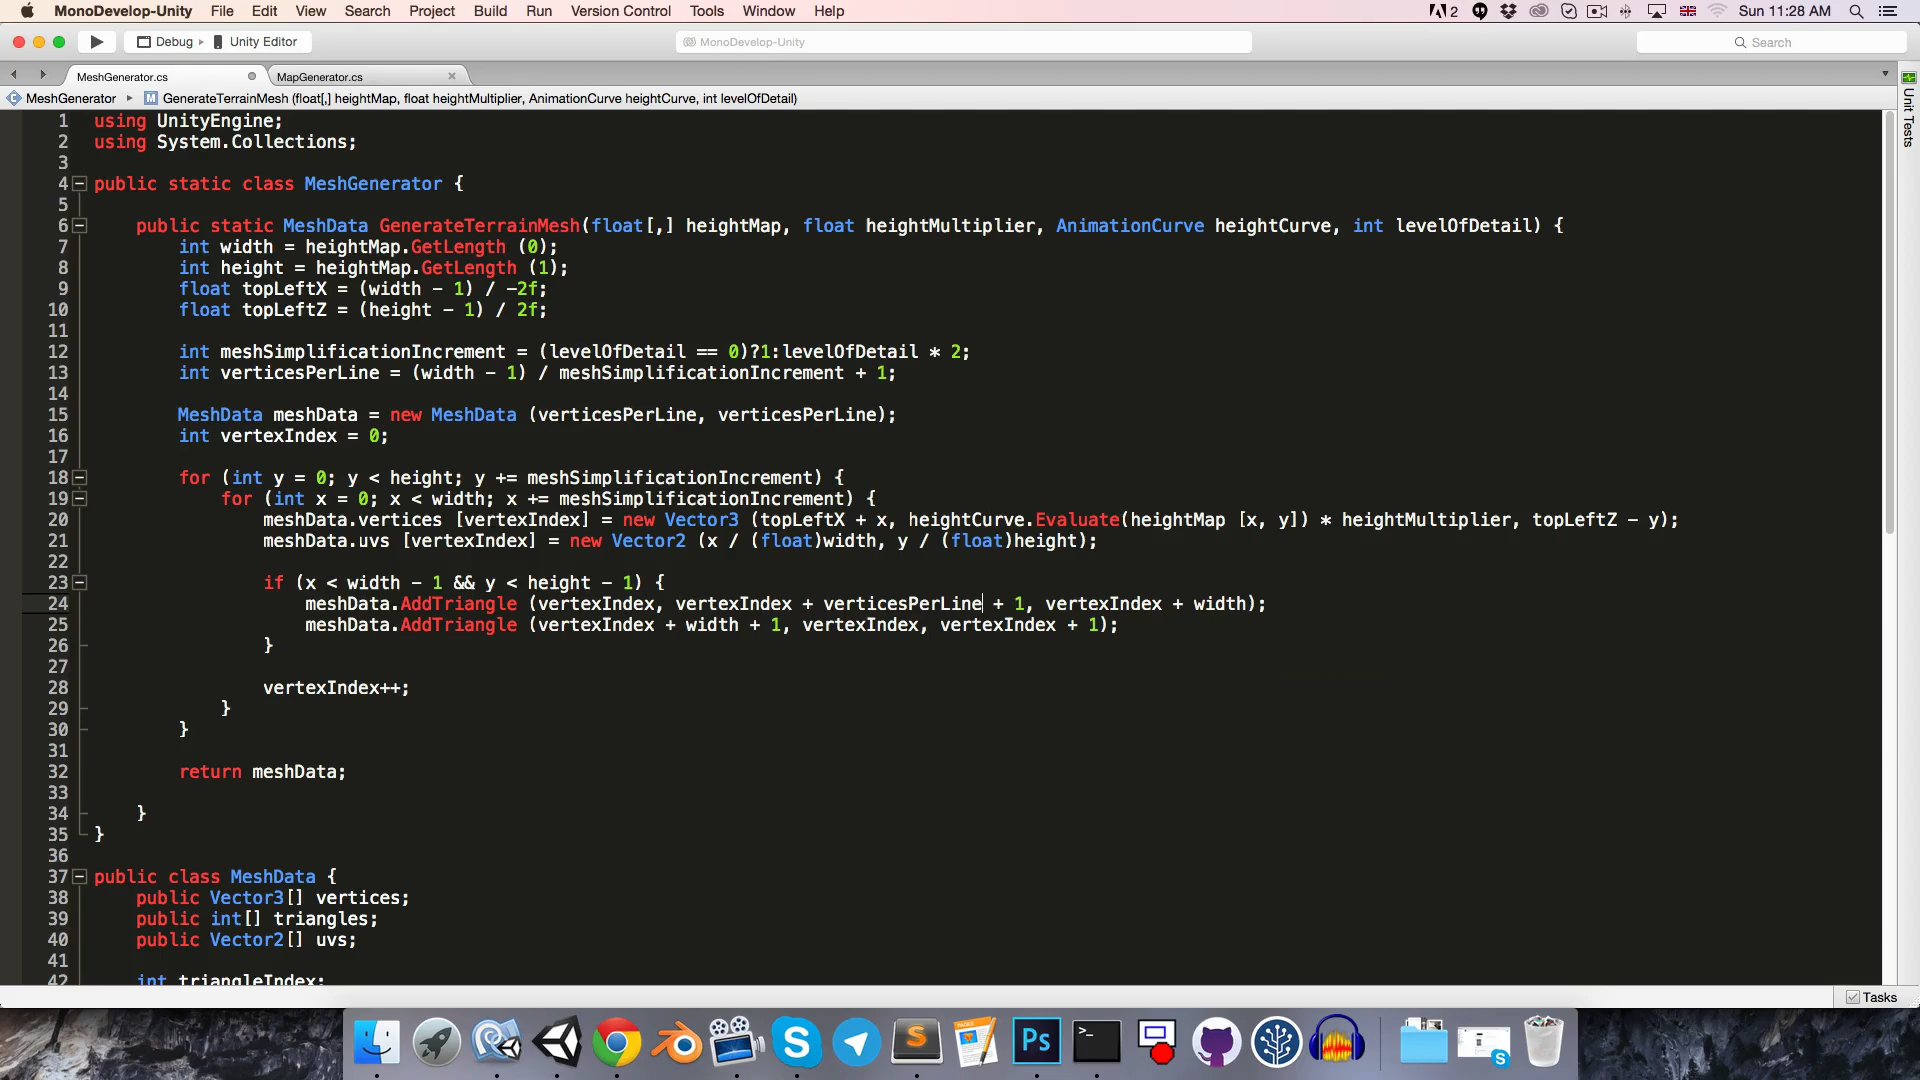 MonoDevelop-Unity File Edit View Search Project Build Run Version Control Tools Window Help 2 Sun 11:28 AM
Debug Unity Editor MonoDevelop-Unity Search
MeshGenerator.cs MapGenerator.cs
MeshGenerator M GenerateTerrainMesh (float[,] heightMap, float heightMultiplier, AnimationCurve heightCurve, int levelOfDetail)
Unit Tests
1 using UnityEngine;
2 using System.Collections;
3
4 public static class MeshGenerator {
5
6 public static MeshData GenerateTerrainMesh(float[,] heightMap, float heightMultiplier, AnimationCurve heightCurve, int levelOfDetail) {
7 int width = heightMap.GetLength (0);
8 int height = heightMap.GetLength (1);
9 float topLeftX = (width - 1) / -2f;
10 float topLeftZ = (height - 1) / 2f;
11
12 int meshSimplificationIncrement = (levelOfDetail == 0)?1:levelOfDetail * 2;
13 int verticesPerLine = (width - 1) / meshSimplificationIncrement + 1;
14
15 MeshData meshData = new MeshData (verticesPerLine, verticesPerLine);
16 int vertexIndex = 0;
17
18 for (int y = 0; y < height; y += meshSimplificationIncrement) {
19 for (int x = 0; x < width; x += meshSimplificationIncrement) {
20 meshData.vertices [vertexIndex] = new Vector3 (topLeftX + x, heightCurve.Evaluate(heightMap [x, y]) * heightMultiplier, topLeftZ - y);
21 meshData.uvs [vertexIndex] = new Vector2 (x / (float)width, y / (float)height);
22
23 if (x < width - 1 && y < height - 1) {
24 meshData.AddTriangle (vertexIndex, vertexIndex + verticesPerLine + 1, vertexIndex + width);
25 meshData.AddTriangle (vertexIndex + width + 1, vertexIndex, vertexIndex + 1);
26 }
27
28 vertexIndex++;
29 }
30 }
31
32 return meshData;
33
34 }
35 }
36
37 public class MeshData {
38 public Vector3[] vertices;
39 public int[] triangles;
40 public Vector2[] uvs;
41
42 int triangleIndex;
Tasks
PAGES
Ps